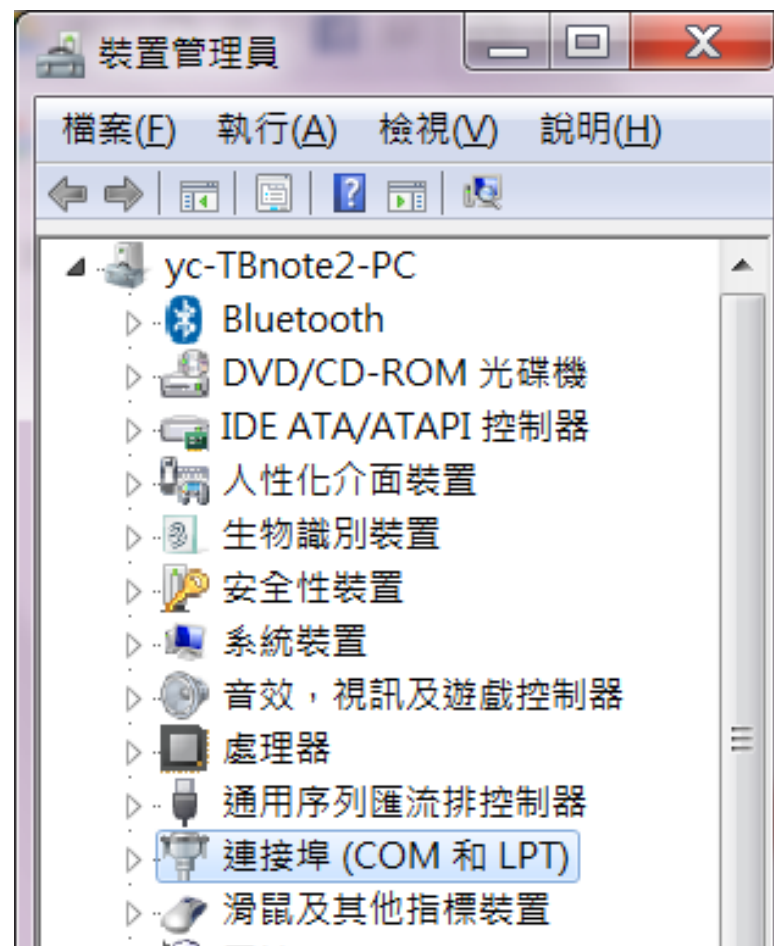 裝置管理員
檔案(F) 執行(A) 檢視(V) 說明(H)
yc-TBnote2-PC
Bluetooth
DVD/CD-ROM 光碟機
IDE ATA/ATAPI 控制器
人性化介面裝置
生物識別裝置
安全性裝置
系統裝置
音效，視訊及遊戲控制器
處理器
通用序列匯流排控制器
連接埠 (COM 和 LPT)
滑鼠及其他指標裝置